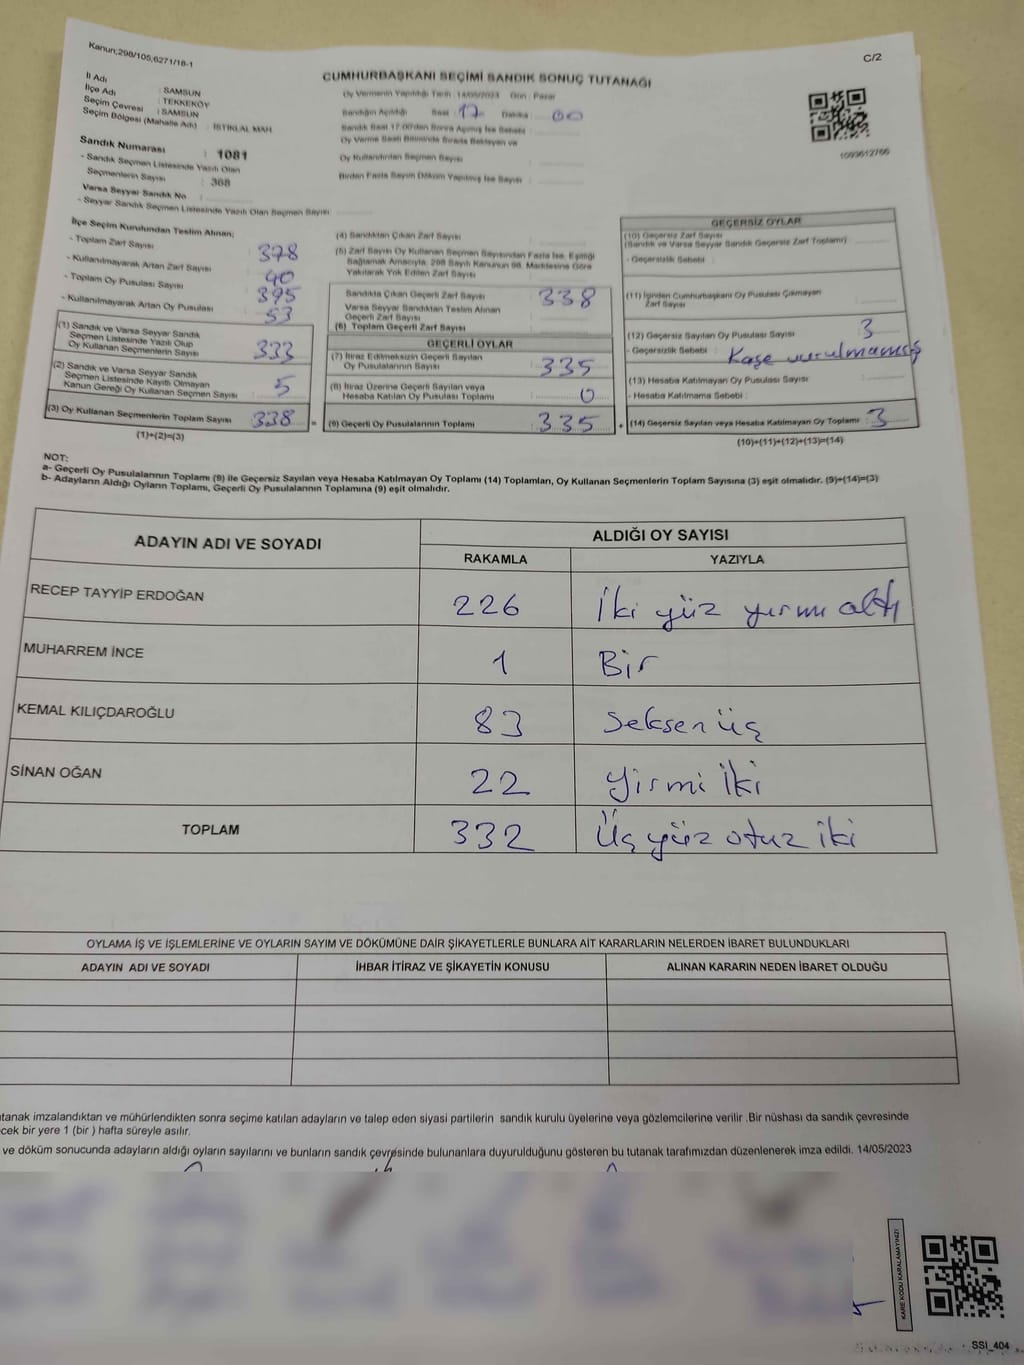 Kanun;298/105,6271/18-1
C/2
CUMHURBAŞKANI SEÇİMİ SANDIK SONUÇ TUTANAĞI
İl Adı : SAMSUN
İlçe Adı : TEKKEKÖY
Seçim Çevresi : SAMSUN
Seçim Bölgesi (Mahalle Adı) : İSTİKLAL MAH.
Oy Vermenin Yapıldığı Tarih : 14/05/2023 Gün : Pazar
Sandığın Açıldığı Saat : 17 Dakika : 00
Sandık Saat 17:00'den Sonra Açılmış İse Sebebi :
Oy Verme Saati Bitiminde Sırada Bekleyen ve
Oy Kullandırılan Seçmen Sayısı :
Birden Fazla Sayım Döküm Yapılmış İse Sayısı :
1093612766
Sandık Numarası : 1081
- Sandık Seçmen Listesinde Yazılı Olan
Seçmenlerin Sayısı : 368
Varsa Seyyar Sandık No :
- Seyyar Sandık Seçmen Listesinde Yazılı Olan Seçmen Sayısı
İlçe Seçim Kurulundan Teslim Alınan;
- Toplam Zarf Sayısı 378
- Kullanılmayarak Artan Zarf Sayısı 40
- Toplam Oy Pusulası Sayısı 395
- Kullanılmayarak Artan Oy Pusulası 53
(1) Sandık ve Varsa Seyyar Sandık
Seçmen Listesinde Yazılı Olup
Oy Kullanan Seçmenlerin Sayısı 333
(2) Sandık ve Varsa Seyyar Sandık
Seçmen Listesinde Kayıtlı Olmayan
Kanun Gereği Oy Kullanan Seçmen Sayısı 5
(3) Oy Kullanan Seçmenlerin Toplam Sayısı 338 =
(1)+(2)=(3)
(4) Sandıktan Çıkan Zarf Sayısı :
(5) Zarf Sayısı Oy Kullanan Seçmen Sayısından Fazla İse, Eşitliği
Sağlamak Amacıyla, 298 Sayılı Kanunun 98. Maddesine Göre
Yakılarak Yok Edilen Zarf Sayısı :
Sandıkta Çıkan Geçerli Zarf Sayısı : 338
Varsa Seyyar Sandıktan Teslim Alınan
Geçerli Zarf Sayısı
(6) Toplam Geçerli Zarf Sayısı
GEÇERLİ OYLAR
(7) İtiraz Edilmeksizin Geçerli Sayılan
Oy Pusulalarının Sayısı : 335
(8) İtiraz Üzerine Geçerli Sayılan veya
Hesaba Katılan Oy Pusulası Toplamı : 0
(9) Geçerli Oy Pusulalarının Toplamı : 335 +
GEÇERSİZ OYLAR
(10) Geçersiz Zarf Sayısı
(Sandık ve Varsa Seyyar Sandık Geçersiz Zarf Toplamı)
- Geçersizlik Sebebi :
(11) İçinden Cumhurbaşkanı Oy Pusulası Çıkmayan
Zarf Sayısı
(12) Geçersiz Sayılan Oy Pusulası Sayısı 3
- Geçersizlik Sebebi : Kaşe vurulmamış
(13) Hesaba Katılmayan Oy Pusulası Sayısı
- Hesaba Katılmama Sebebi :
(14) Geçersiz Sayılan veya Hesaba Katılmayan Oy Toplamı : 3
(10)+(11)+(12)+(13)=(14)
NOT:
a- Geçerli Oy Pusulalarının Toplamı (9) ile Geçersiz Sayılan veya Hesaba Katılmayan Oy Toplamı (14) Toplamları, Oy Kullanan Seçmenlerin Toplam Sayısına (3) eşit olmalıdır. (9)+(14)=(3)
b- Adayların Aldığı Oyların Toplamı, Geçerli Oy Pusulalarının Toplamına (9) eşit olmalıdır.
ADAYIN ADI VE SOYADI
ALDIĞI OY SAYISI
RAKAMLA YAZIYLA
RECEP TAYYİP ERDOĞAN 226 İki yüz yırmı altı
MUHARREM İNCE 1 Bir
KEMAL KILIÇDAROĞLU 83 Seksen üç
SİNAN OĞAN 22 Yirmi İki
TOPLAM 332 Üç yüz otuz iki
OYLAMA İŞ VE İŞLEMLERİNE VE OYLARIN SAYIM VE DÖKÜMÜNE DAİR ŞİKAYETLERLE BUNLARA AİT KARARLARIN NELERDEN İBARET BULUNDUKLARI
ADAYIN ADI VE SOYADI İHBAR İTİRAZ VE ŞİKAYETİN KONUSU ALINAN KARARIN NEDEN İBARET OLDUĞU
tanak imzalandıktan ve mühürlendikten sonra seçime katılan adayların ve talep eden siyasi partilerin sandık kurulu üyelerine veya gözlemcilerine verilir .Bir nüshası da sandık çevresinde
cek bir yere 1 (bir ) hafta süreyle asılır.
ve döküm sonucunda adayların aldığı oyların sayılarını ve bunların sandık çevresinde bulunanlara duyurulduğunu gösteren bu tutanak tarafımızdan düzenlenerek imza edildi. 14/05/2023
KARE KODU KARALAMAYINIZ!
SSI_404